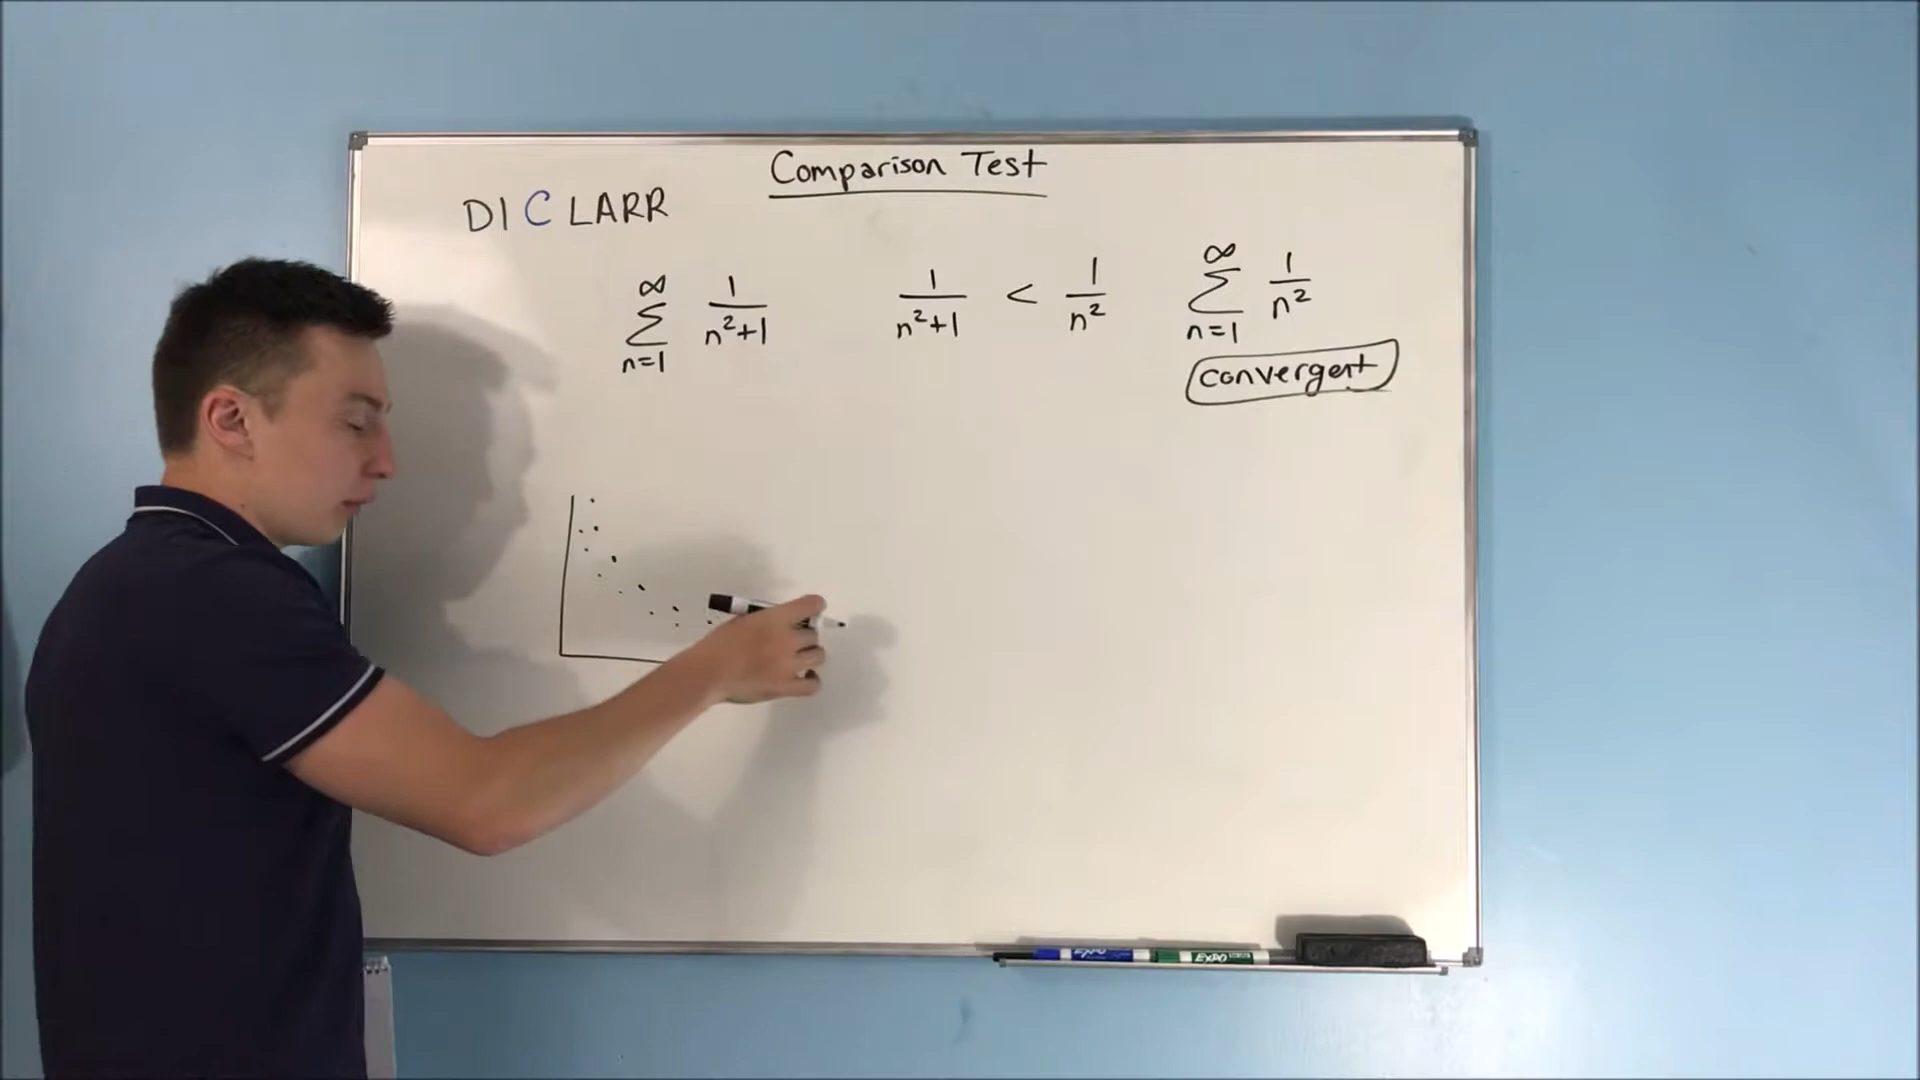 Comparison Test
DICLARR
∞ ∑ n=1 1/(n²+1)
1/(n²+1) < 1/n²
∞ ∑ n=1 1/n²
convergent
EXPO
EXPO